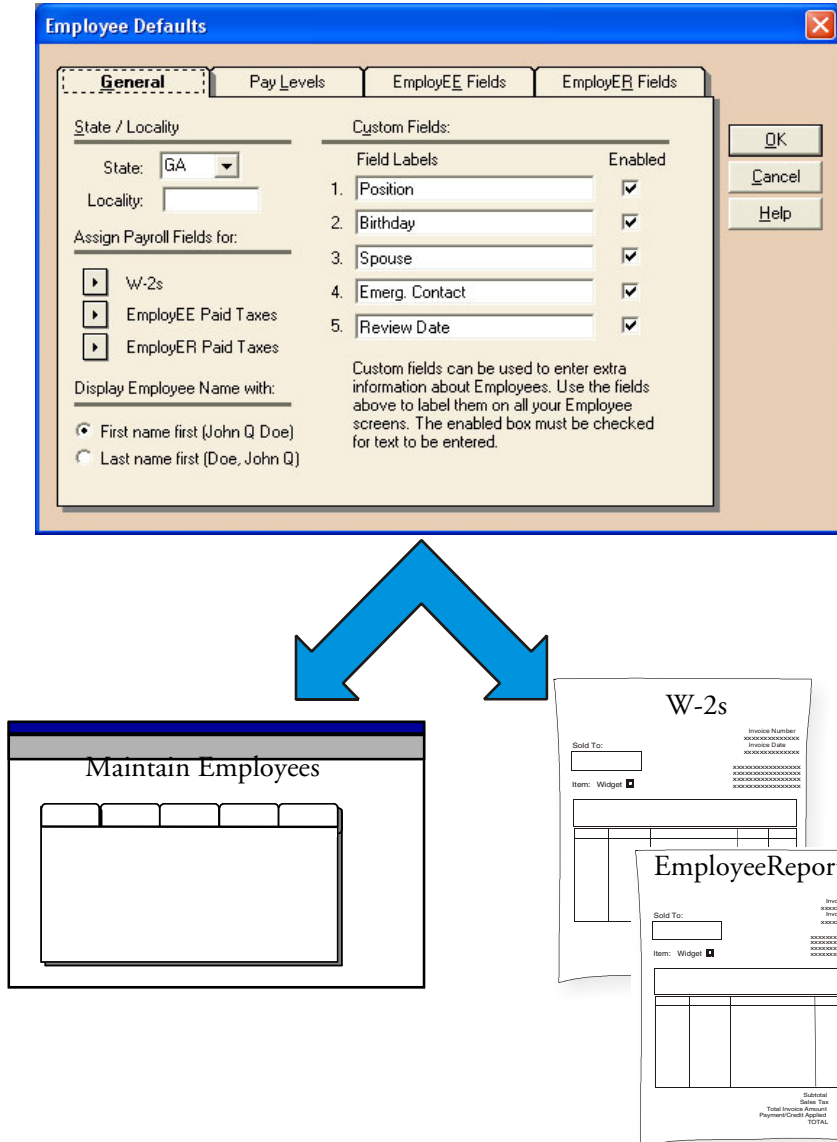 Employee Defaults
General
Pay Levels
EmployEE Fields
EmployER Fields
State / Locality
State: GA
Locality:
Assign Payroll Fields for:
W-2s
EmployEE Paid Taxes
EmployER Paid Taxes
Display Employee Name with:
First name first (John Q Doe)
Last name first (Doe, John Q)
Custom Fields:
Field Labels Enabled
1. Position
2. Birthday
3. Spouse
4. Emerg. Contact
5. Review Date
Custom fields can be used to enter extra
information about Employees. Use the fields
above to label them on all your Employee
screens. The enabled box must be checked
for text to be entered.
OK
Cancel
Help
Maintain Employees
W-2s
Invoice Number
xxxxxxxxxxxxxx
Invoice Date
xxxxxxxxxxxxxx
Sold To:
xxxxxxxxxxxxxxxxx
xxxxxxxxxxxxxxxxx
xxxxxxxxxxxxxxxxx
xxxxxxxxxxxxxxxxx
Item: Widget
EmployeeRepor
Sold To:
Item: Widget
Subtotal
Sales Tax
Total Invoice Amount
Payment/Credit Applied
TOTAL